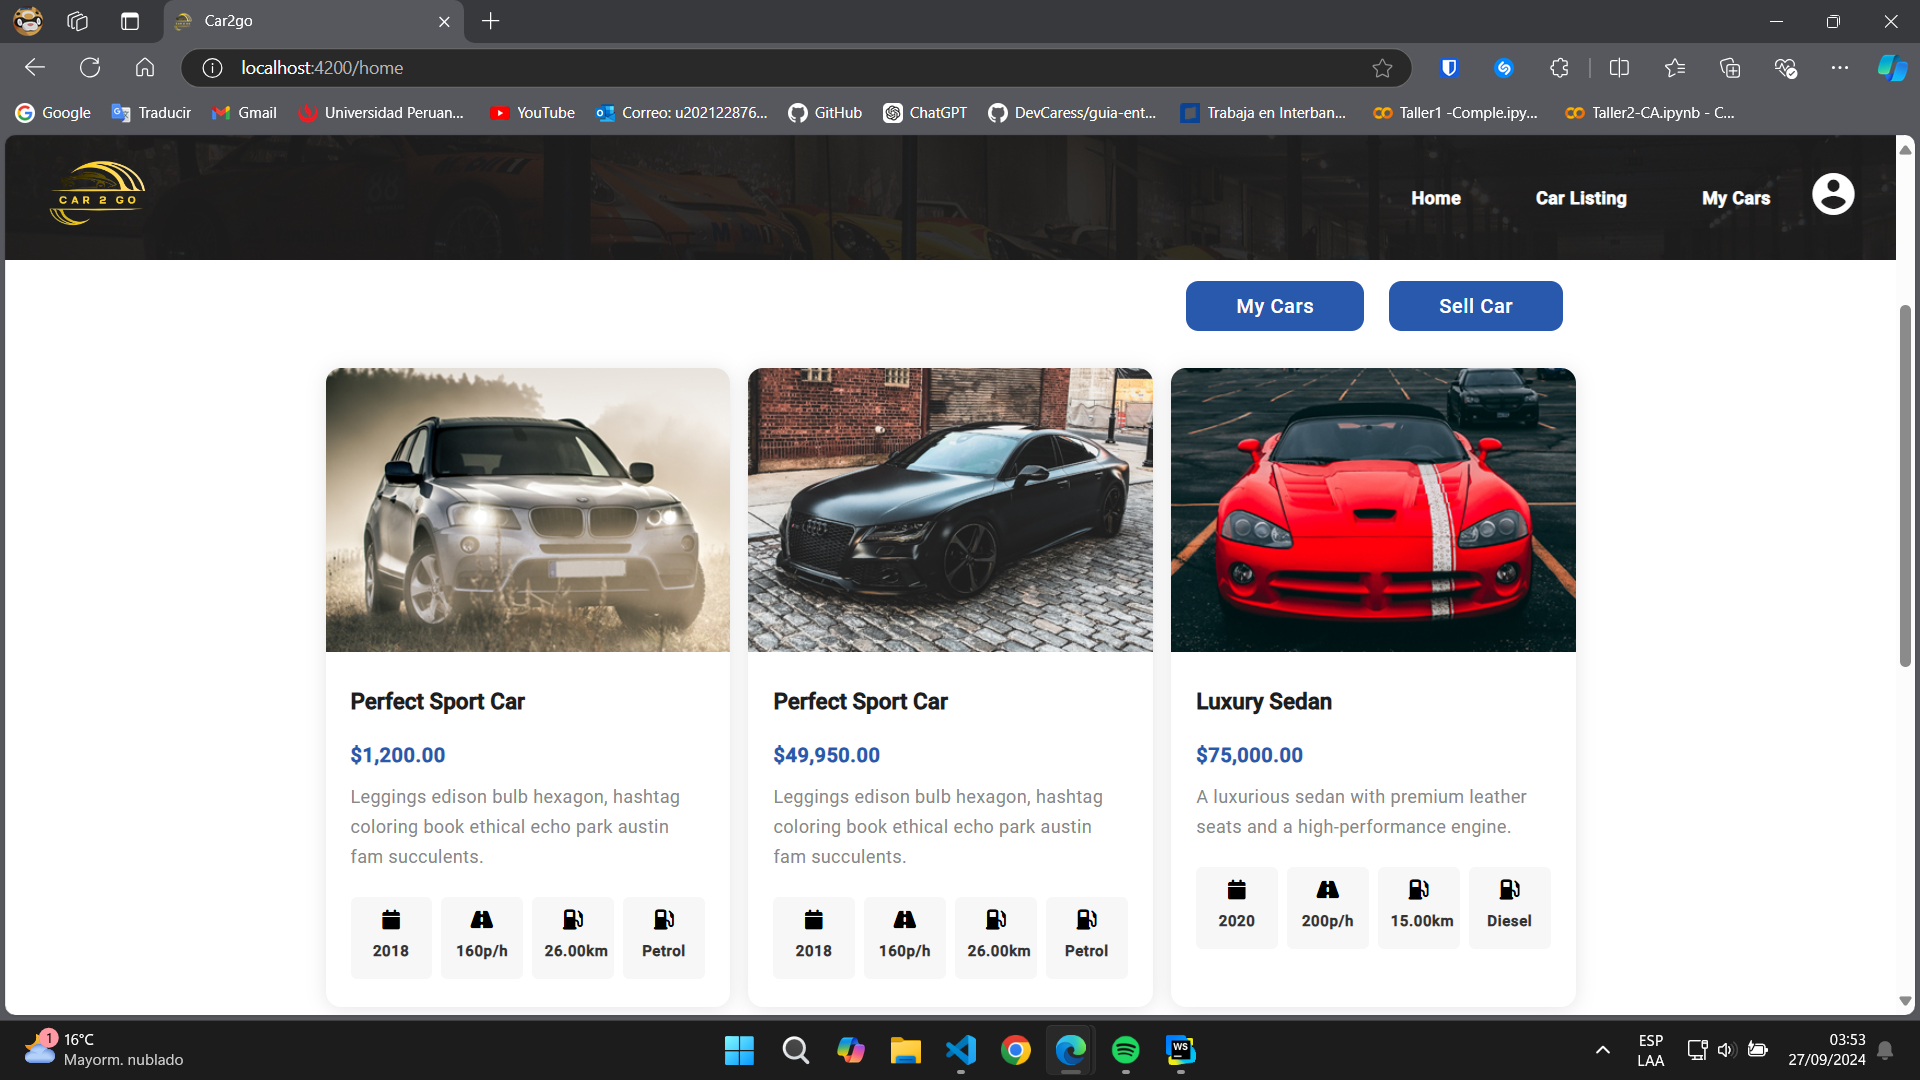 Car2go
localhost:4200/home
Google
Traducir
Gmail
Universidad Peruan...
YouTube
Correo: u202122876...
GitHub
ChatGPT
DevCaress/guia-ent...
Trabaja en Interban...
Taller1 -Comple.ipy...
Taller2-CA.ipynb - C...
CAR 2 GO
Home
Car Listing
My Cars
My Cars
Sell Car
Perfect Sport Car
$1,200.00
Leggings edison bulb hexagon, hashtag
coloring book ethical echo park austin
fam succulents.
2018
160p/h
26.00km
Petrol
Perfect Sport Car
$49,950.00
Leggings edison bulb hexagon, hashtag
coloring book ethical echo park austin
fam succulents.
2018
160p/h
26.00km
Petrol
Luxury Sedan
$75,000.00
A luxurious sedan with premium leather
seats and a high-performance engine.
2020
200p/h
15.00km
Diesel
1
16°C
Mayorm. nublado
WS
ESP
LAA
03:53
27/09/2024